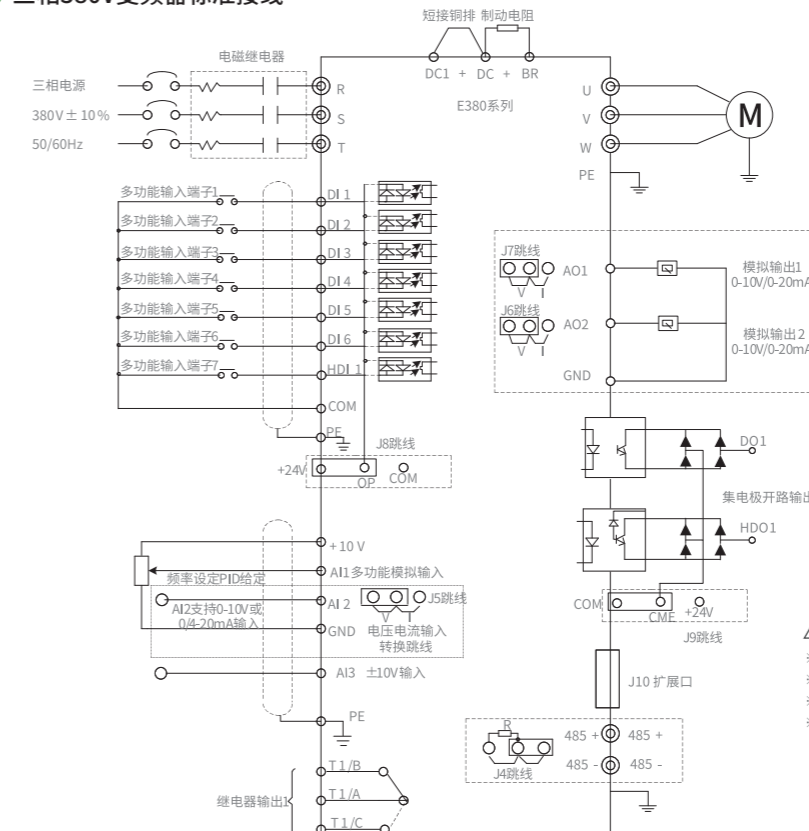 三相380V变频器标准接线
短接铜排 制动电阻
电磁继电器
DC1 + DC + BR
三相电源
R
U
380V± 10%
E380系列
S
V
M
50/60Hz
T
W
PE
多功能输入端子1
DI 1
多功能输入端子2
DI 2
多功能输入端子3
DI 3
多功能输入端子4
DI 4
多功能输入端子5
DI 5
多功能输入端子6
DI 6
多功能输入端子7
HDI 1
COM
PE
J8跳线
+24V
OP COM
J7跳线
AO1
V I
模拟输出1
0-10V/0-20mA
J6跳线
AO2
V I
模拟输出2
0-10V/0-20mA
GND
DO1
集电极开路输出
HDO1
COM
CME +24V
J9跳线
+10 V
AI1多功能模拟输入
频率设定PID给定
AI2支持0-10V或
0/4-20mA输入
AI 2
J5跳线
V I
GND 电压电流输入
转换跳线
AI3 ±10V输入
PE
J10 扩展口
R
485 + 485 +
485 - 485 -
J4跳线
T1/B
继电器输出1
T1/A
T1/C